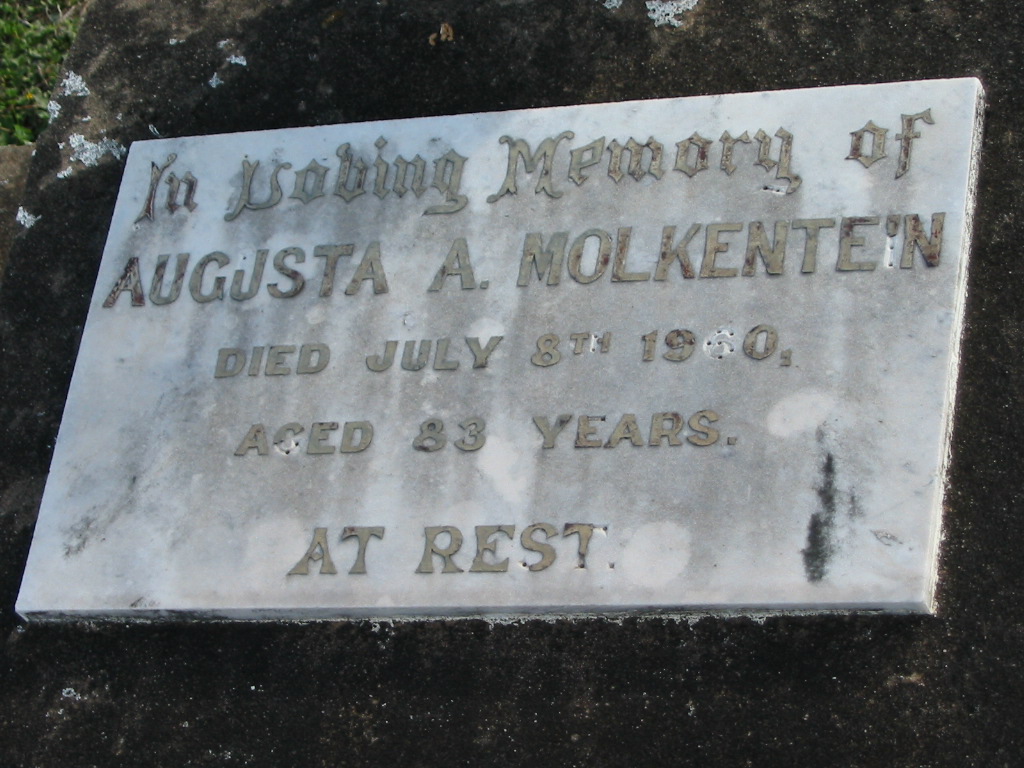 In Loving Memory of
AUGUSTA A. MOLKENTEIN
DIED JULY 8TH 1960,
AGED 83 YEARS.
AT REST.